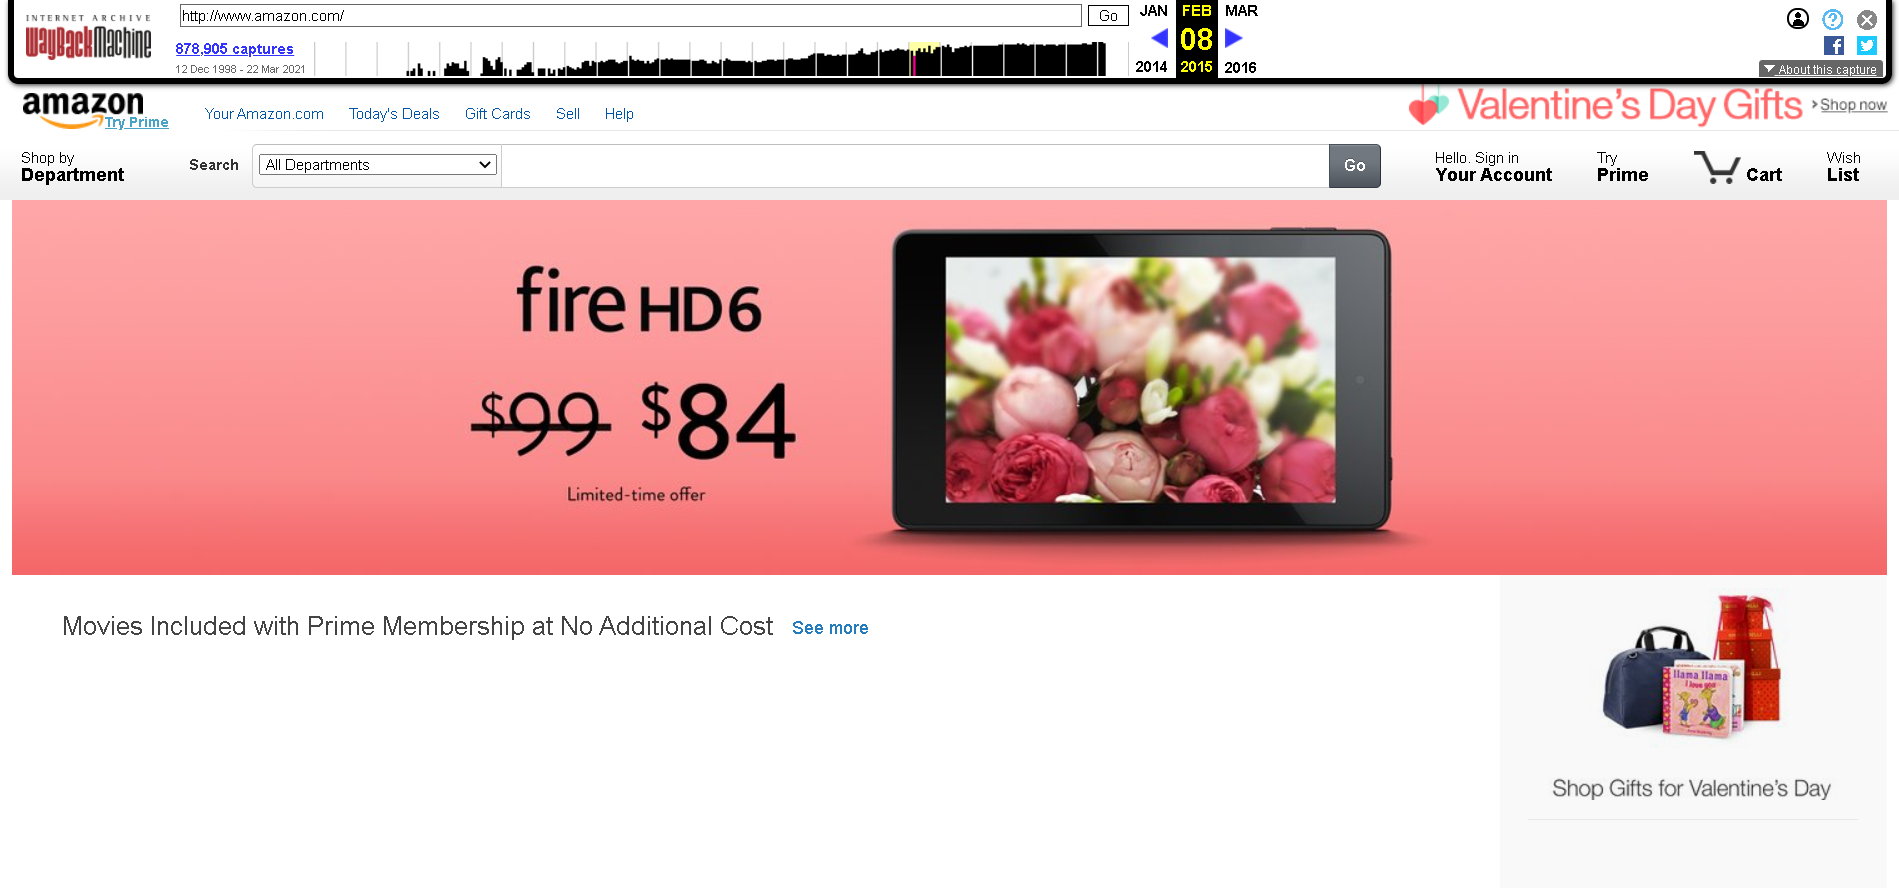 INTERNET ARCHIVE
WayBackMachine
http://www.amazon.com/
Go
JAN
FEB
MAR
878,905 captures
08
12 Dec 1998 - 22 Mar 2021
2014
2015
2016
About this capture
amazon
Try Prime
Your Amazon.com
Today's Deals
Gift Cards
Sell
Help
Valentine's Day Gifts
Shop now
Shop by
Department
Search
All Departments
Go
Hello. Sign in
Your Account
Try
Prime
Cart
Wish
List
fire HD6
$99 $84
Limited-time offer
Movies Included with Prime Membership at No Additional Cost See more
llama llama
I love you
Shop Gifts for Valentine's Day